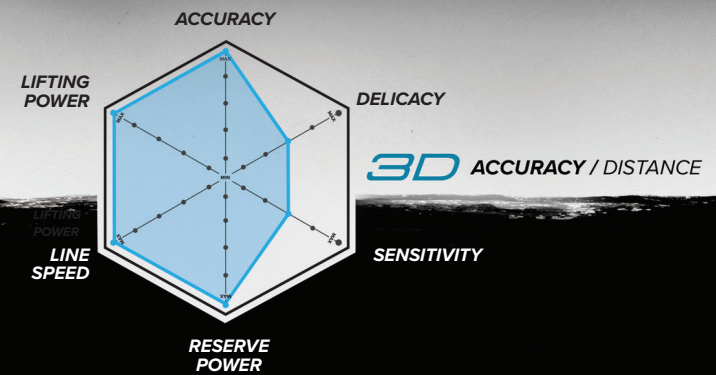 ACCURACY
LIFTING
POWER
DELICACY
MAX
MAX
MAX
MIN
3D ACCURACY / DISTANCE
LIFTING
POWER
MAX
MAX
LINE
SPEED
SENSITIVITY
MAX
RESERVE
POWER